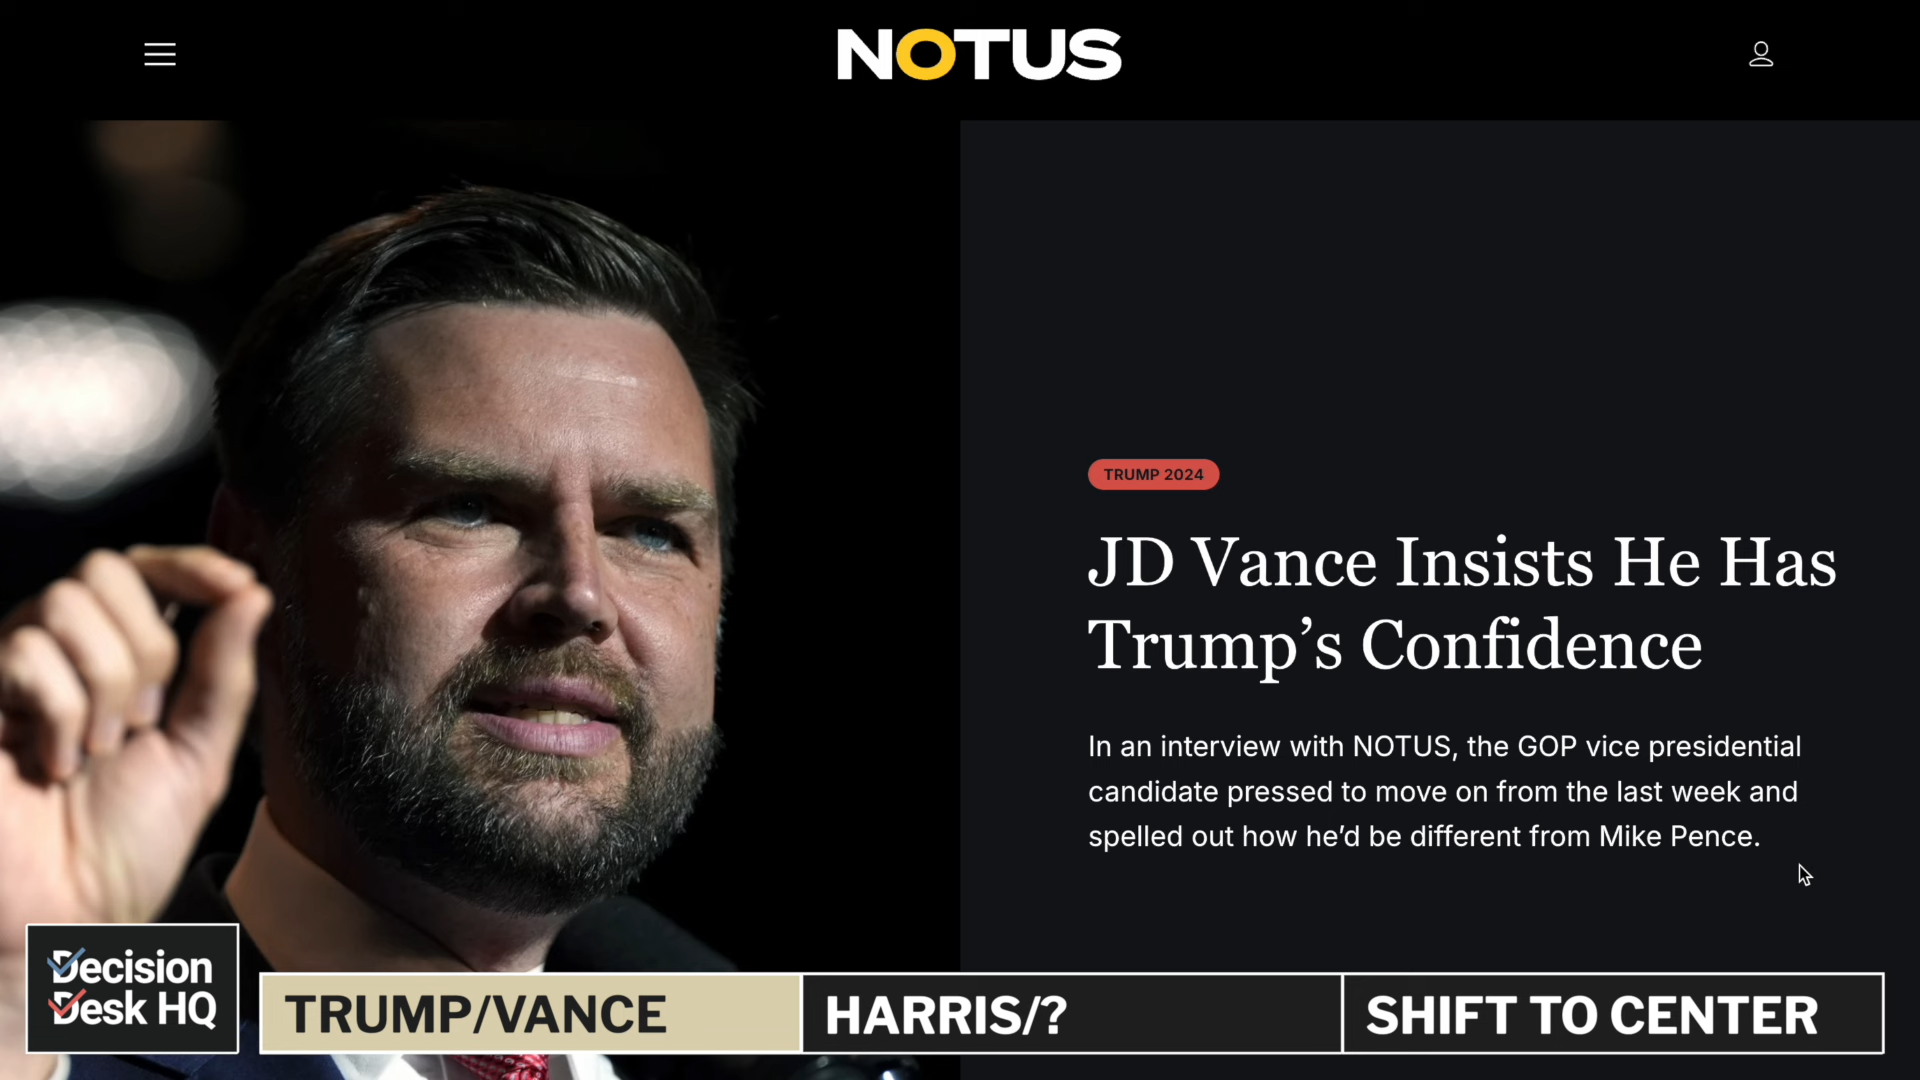 NOTUS
TRUMP 2024
JD Vance Insists He Has
Trump’s Confidence
In an interview with NOTUS, the GOP vice presidential
candidate pressed to move on from the last week and
spelled out how he’d be different from Mike Pence.
Decision
Desk HQ
TRUMP/VANCE
HARRIS/?
SHIFT TO CENTER